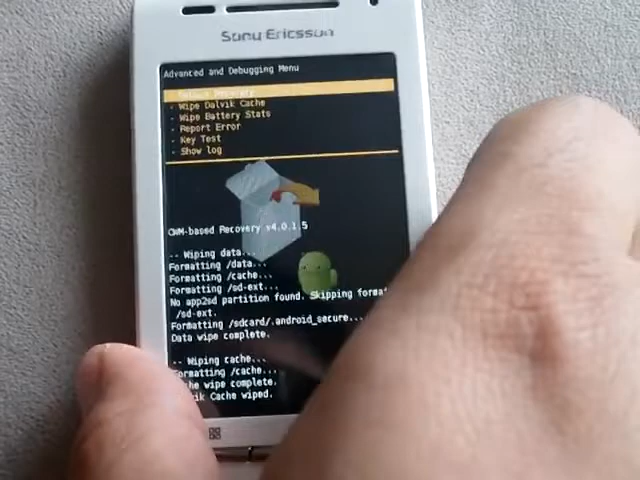 Sony Ericsson
Advanced and Debugging Menu
- Wipe Dalvik Cache
- Wipe Battery Stats
- Report Error
- Key Test
- Show log
CWM-based Recovery v4.0.1.5
-- Wiping data...
Formatting /data...
Formatting /cache...
Formatting /sd-ext...
No app2sd partition found. Skipping format
/sd-ext.
Formatting /sdcard/.android_secure...
Data wipe complete.
-- Wiping cache...
Formatting /cache...
che wipe complete.
Cache wiped.